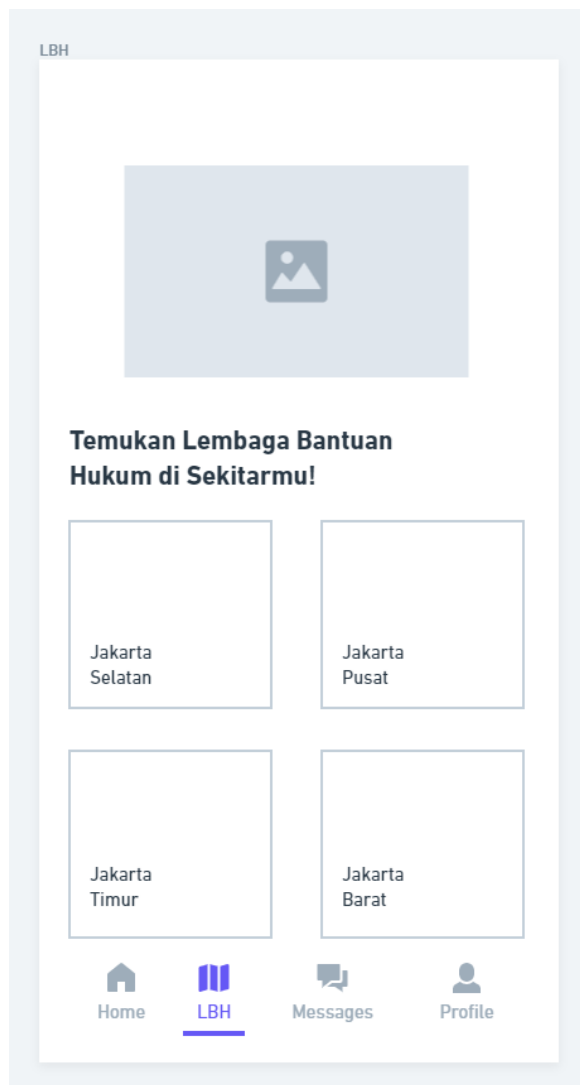 LBH
Temukan Lembaga Bantuan
Hukum di Sekitarmu!
Jakarta
Selatan
Jakarta
Pusat
Jakarta
Timur
Jakarta
Barat
Home
LBH
Messages
Profile